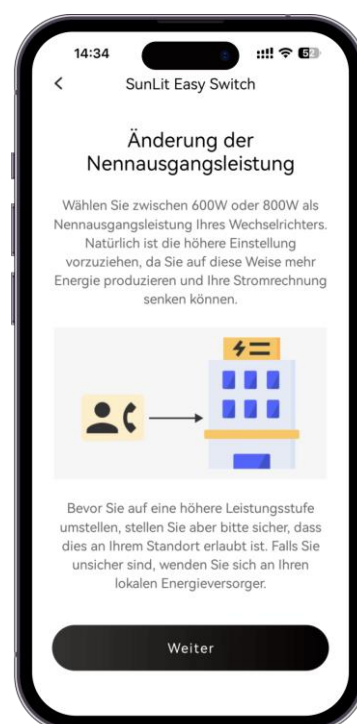 14:34
SunLit Easy Switch
Änderung der
Nennausgangsleistung
Wählen Sie zwischen 600W oder 800W als
Nennausgangsleistung Ihres Wechselrichters.
Natürlich ist die höhere Einstellung
vorzuziehen, da Sie auf diese Weise mehr
Energie produzieren und Ihre Stromrechnung
senken können.
Bevor Sie auf eine höhere Leistungsstufe
umstellen, stellen Sie aber bitte sicher, dass
dies an Ihrem Standort erlaubt ist. Falls Sie
unsicher sind, wenden Sie sich an Ihren
lokalen Energieversorger.
Weiter